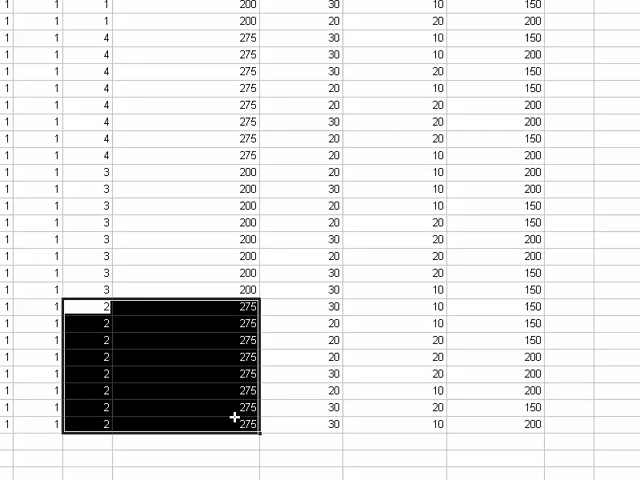 1 1 1 200 30 10 150
1 1 1 200 20 20 200
1 1 4 275 30 10 150
1 1 4 275 30 10 200
1 1 4 275 30 20 150
1 1 4 275 20 10 150
1 1 4 275 20 20 200
1 1 4 275 30 20 200
1 1 4 275 20 20 150
1 1 4 275 20 10 200
1 1 3 200 20 10 200
1 1 3 200 30 10 200
1 1 3 200 20 10 150
1 1 3 200 20 20 150
1 1 3 200 30 20 200
1 1 3 200 20 20 200
1 1 3 200 30 20 150
1 1 3 200 30 10 150
1 1 2 275 30 10 150
1 1 2 275 20 10 150
1 1 2 275 20 20 150
1 1 2 275 20 20 200
1 1 2 275 30 20 200
1 1 2 275 20 10 200
1 1 2 275 30 20 150
1 1 2 275 30 10 200